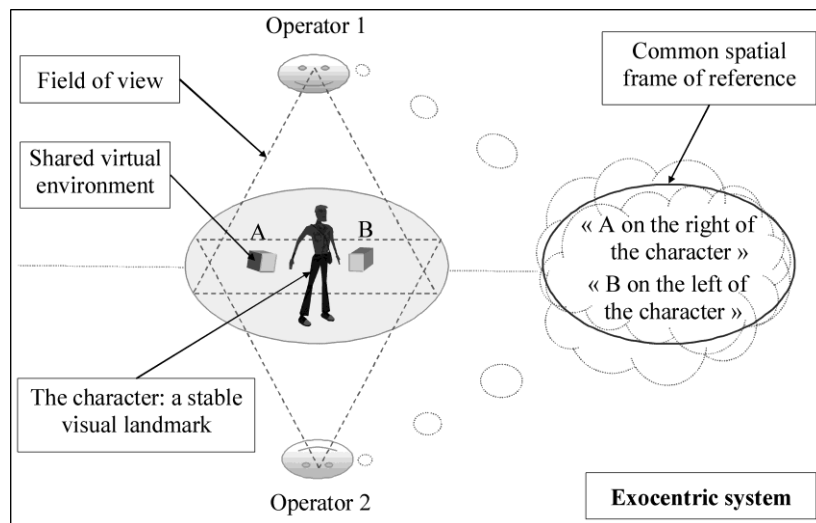 Operator 1
Field of view
Common spatial
frame of reference
Shared virtual
environment
A
B
« A on the right of
the character »
« B on the left of
the character »
The character: a stable
visual landmark
Operator 2
Exocentric system